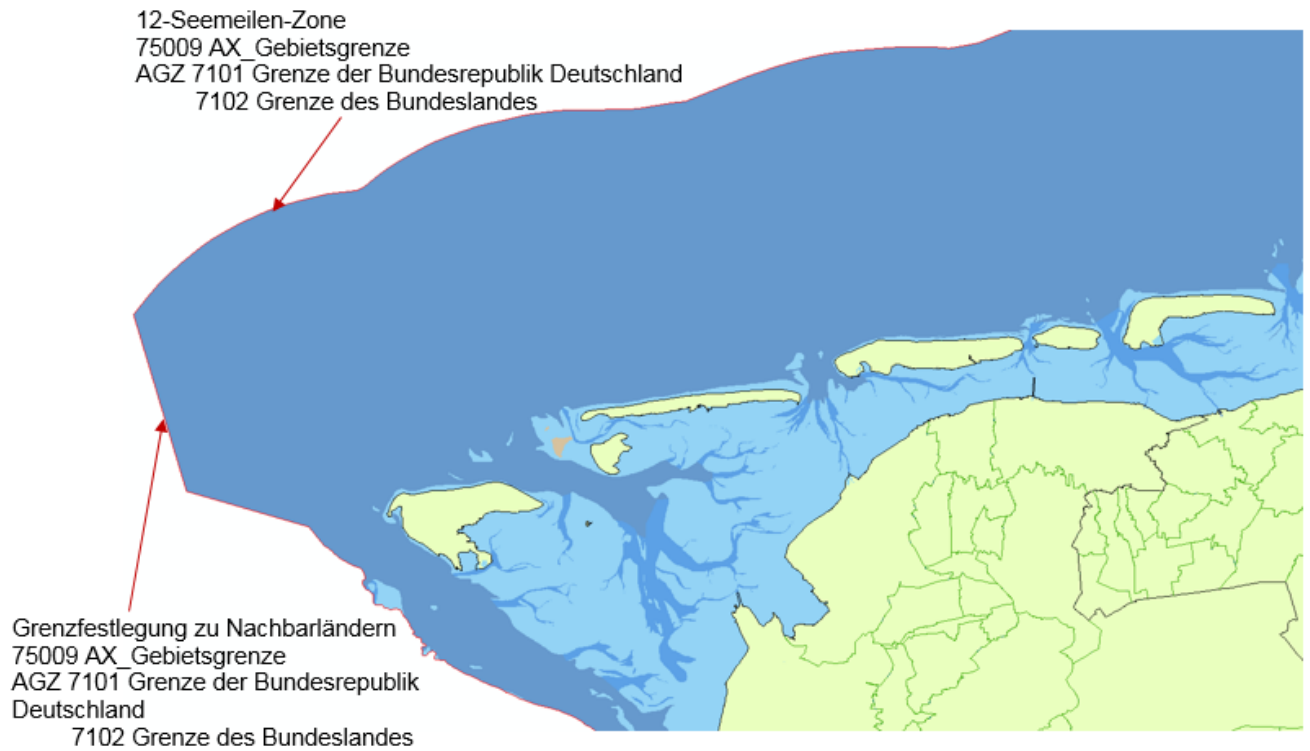 12-Seemeilen-Zone
75009 AX_Gebietsgrenze
AGZ 7101 Grenze der Bundesrepublik Deutschland
7102 Grenze des Bundeslandes
Grenzfestlegung zu Nachbarländern
75009 AX_Gebietsgrenze
AGZ 7101 Grenze der Bundesrepublik
Deutschland
7102 Grenze des Bundeslandes